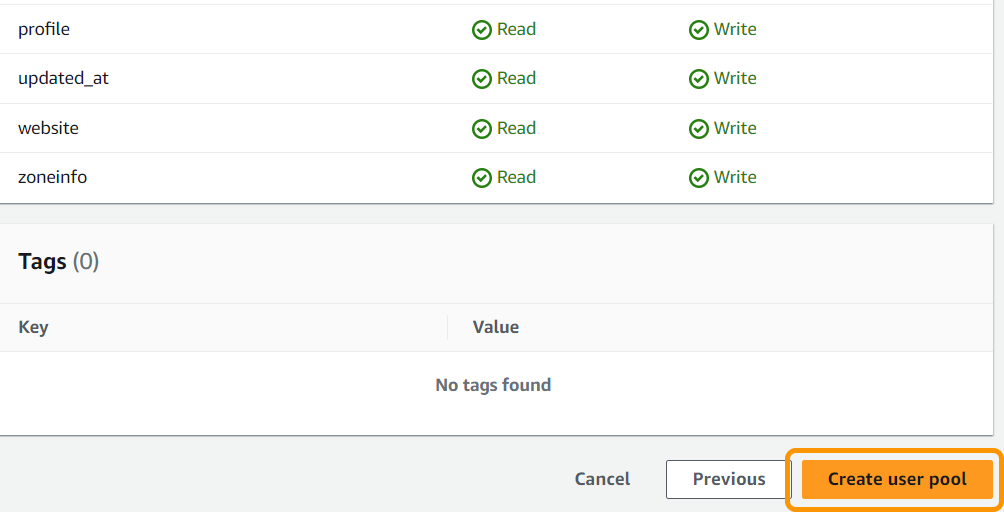 profile Read Write
updated_at Read Write
website Read Write
zoneinfo Read Write
Tags (0)
Key Value
No tags found
Cancel Previous Create user pool